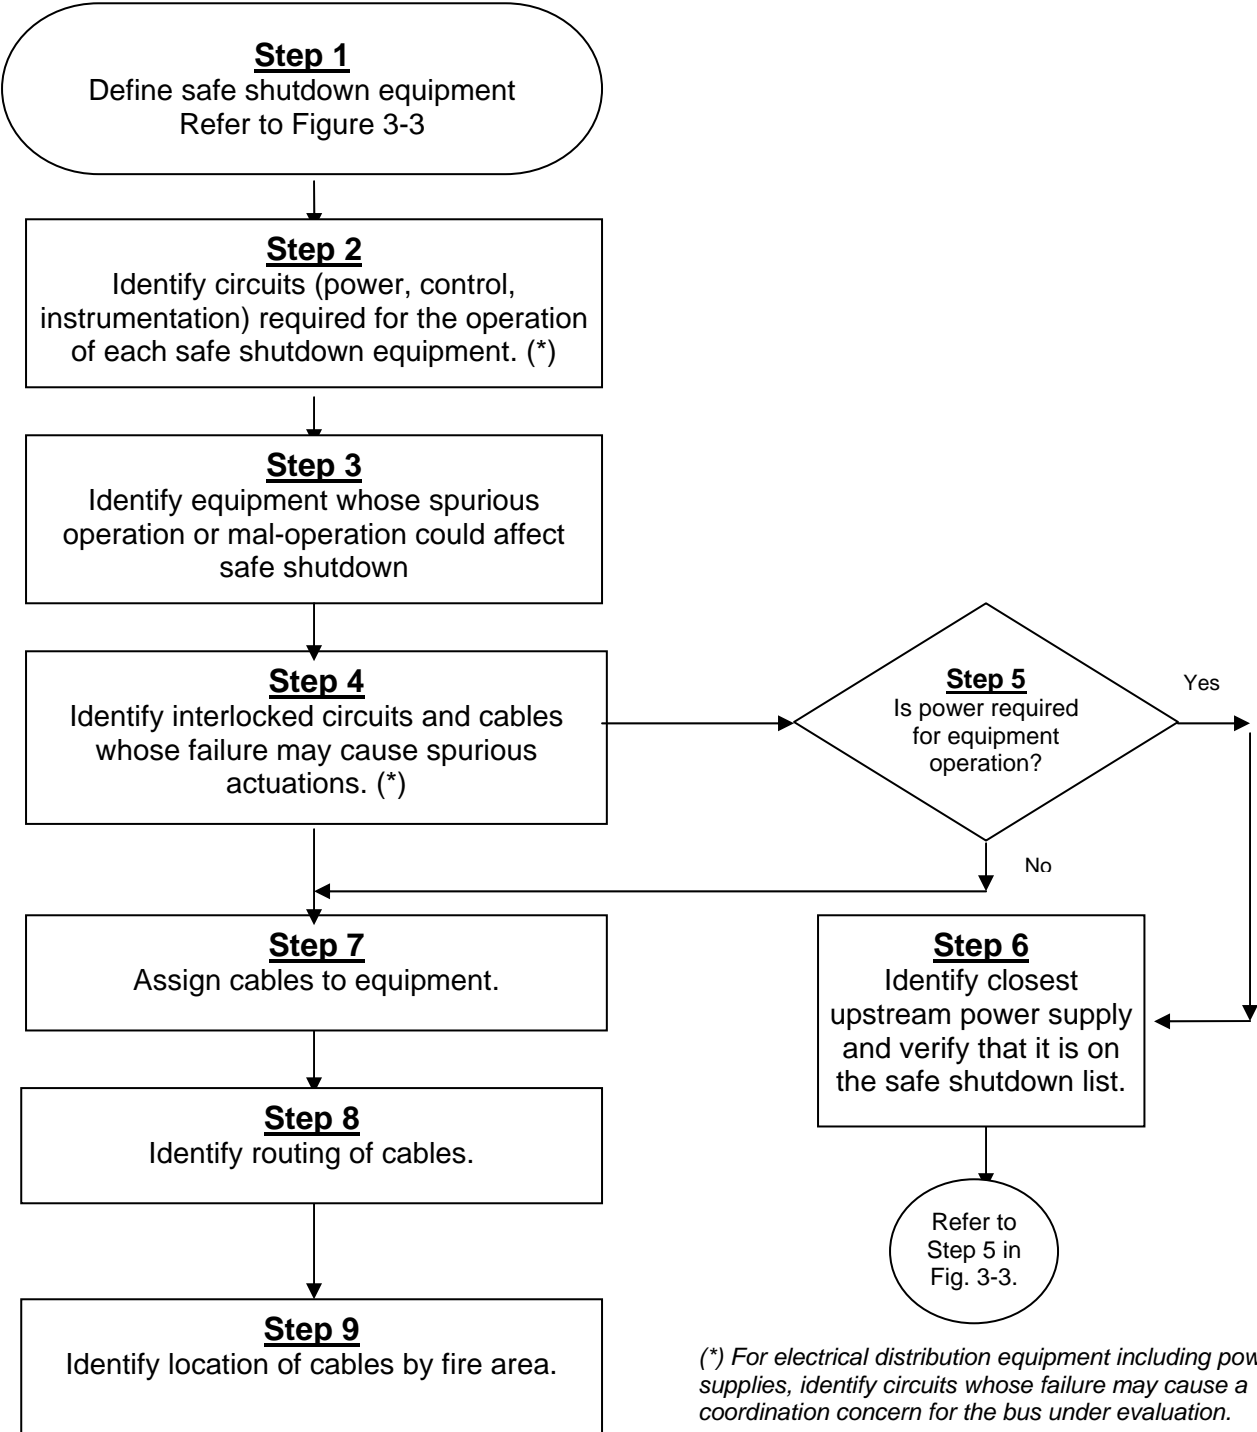 Step 1
Define safe shutdown equipment
Refer to Figure 3-3
Step 2
Identify circuits (power, control,
instrumentation) required for the operation
of each safe shutdown equipment. (*)
Step 3
Identify equipment whose spurious
operation or mal-operation could affect
safe shutdown
Step 4
Identify interlocked circuits and cables
whose failure may cause spurious
actuations. (*)
Step 5
Is power required
for equipment
operation?
Yes
No
Step 7
Assign cables to equipment.
Step 6
Identify closest
upstream power supply
and verify that it is on
the safe shutdown list.
Step 8
Identify routing of cables.
Refer to
Step 5 in
Fig. 3-3.
Step 9
Identify location of cables by fire area.
(*) For electrical distribution equipment including
supplies, identify circuits whose failure may cause a
coordination concern for the bus under evaluation.